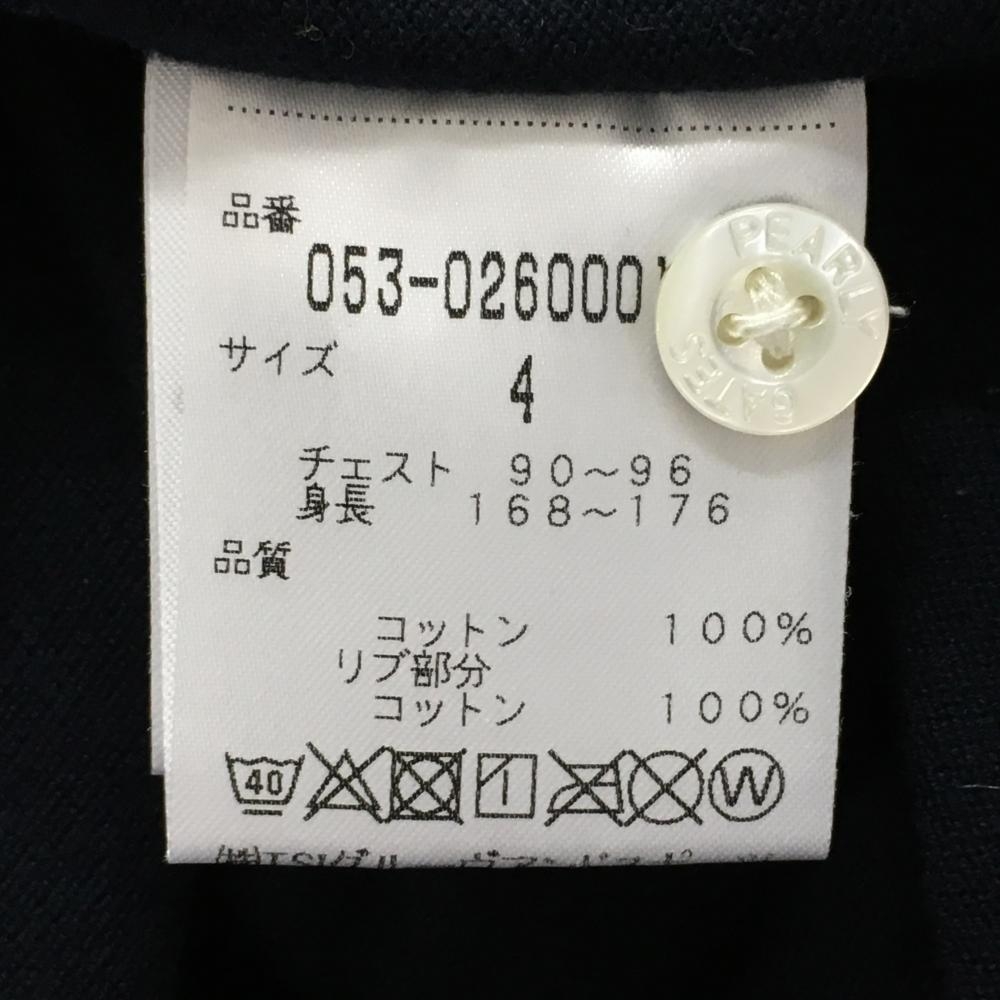 品番
053-026000
PEARLY
GATES
サイズ
4
チェスト 90～96
身長 168～176
品質
コットン 100%
リブ部分
コットン 100%
40 W